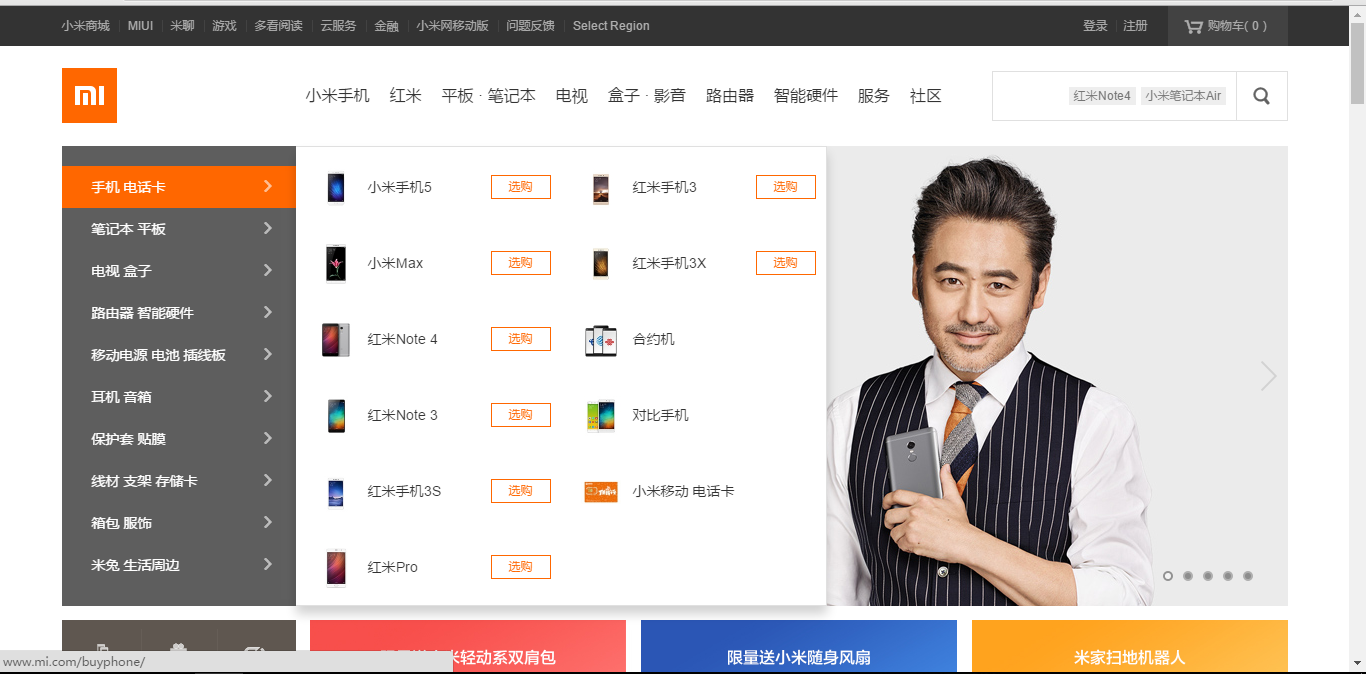 小米商城 MIUI 米聊 游戏 多看阅读 云服务 金融 小米网移动版 问题反馈 Select Region 登录 注册 购物车( 0 )
mi 小米手机 红米 平板 · 笔记本 电视 盒子 · 影音 路由器 智能硬件 服务 社区 红米Note4 小米笔记本Air
手机 电话卡
笔记本 平板
电视 盒子
路由器 智能硬件
移动电源 电池 插线板
耳机 音箱
保护套 贴膜
线材 支架 存储卡
箱包 服饰
米兔 生活周边
小米手机5 选购 红米手机3 选购
小米Max 选购 红米手机3X 选购
红米Note 4 选购 合约机
红米Note 3 选购 对比手机
红米手机3S 选购 小米移动 电话卡
红米Pro 选购
米轻动系双肩包 限量送小米随身风扇 米家扫地机器人
www.mi.com/buyphone/